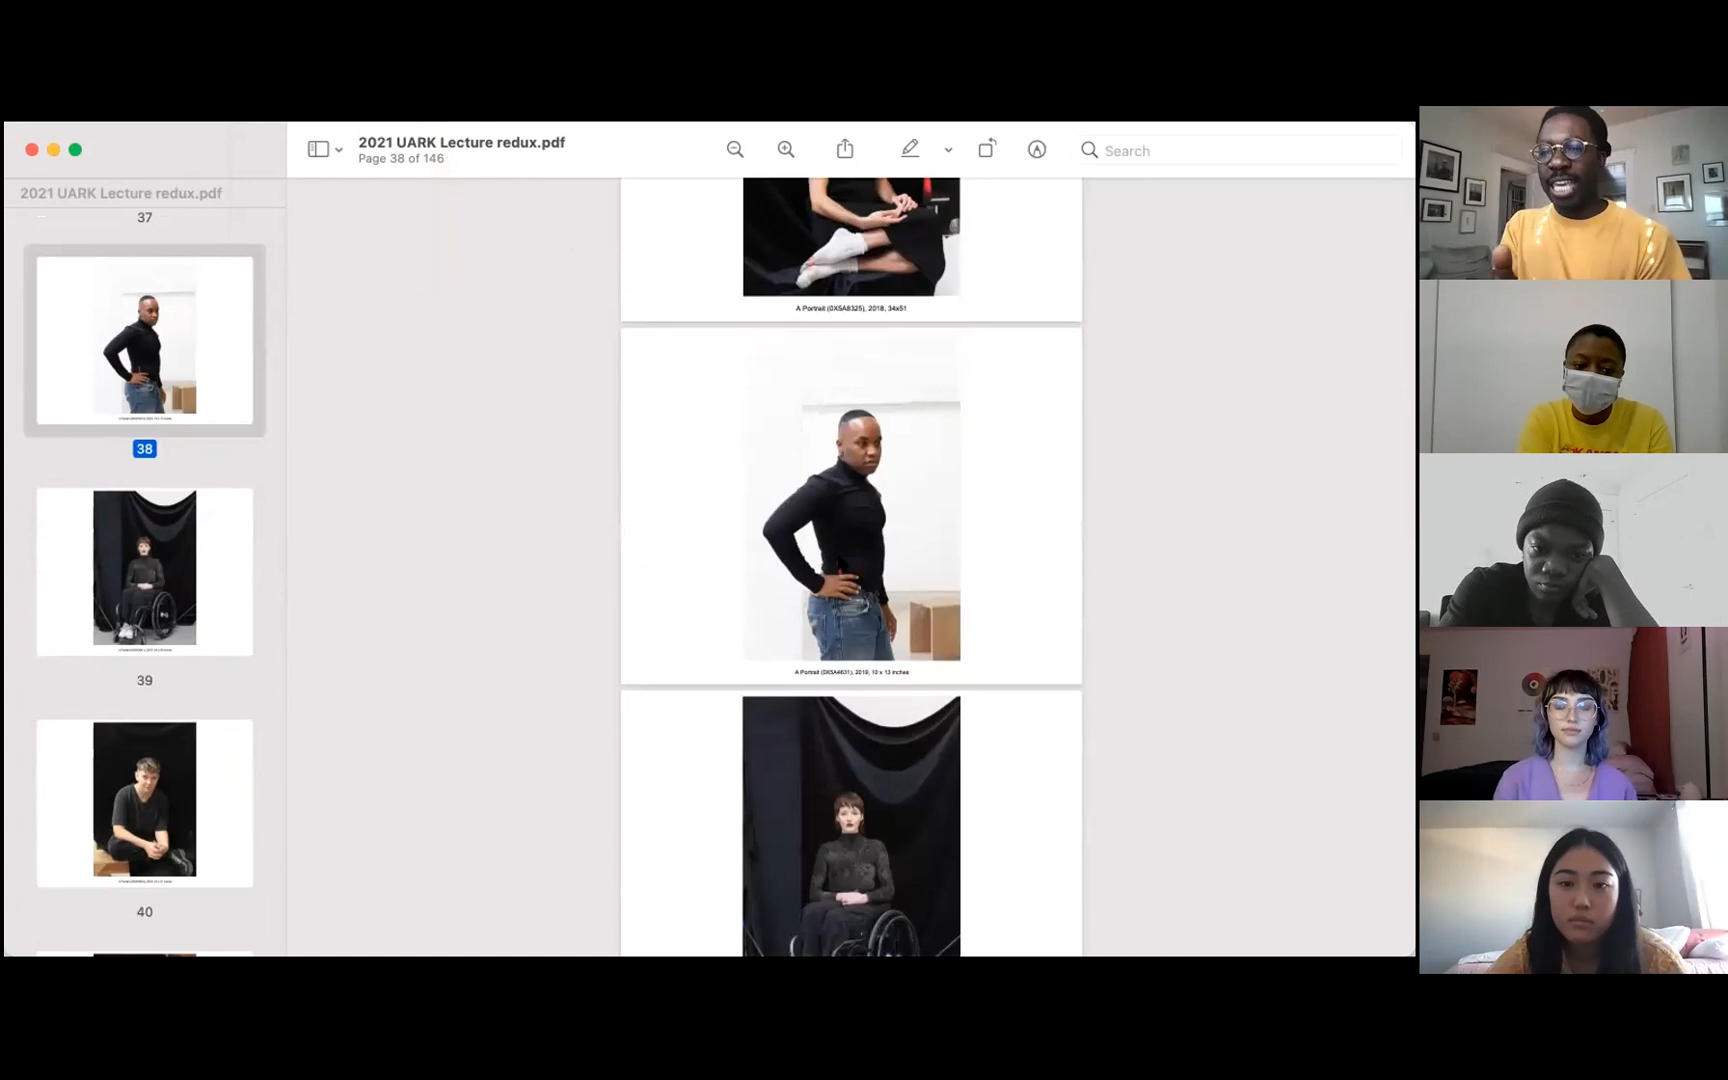 2021 UARK Lecture redux.pdf
Page 38 of 146
Search
2021 UARK Lecture redux.pdf
37
38
39
40
A Portrait (0X5A8325), 2018, 34x51
A Portrait (0X5A4631), 2019, 10 x 13 inches